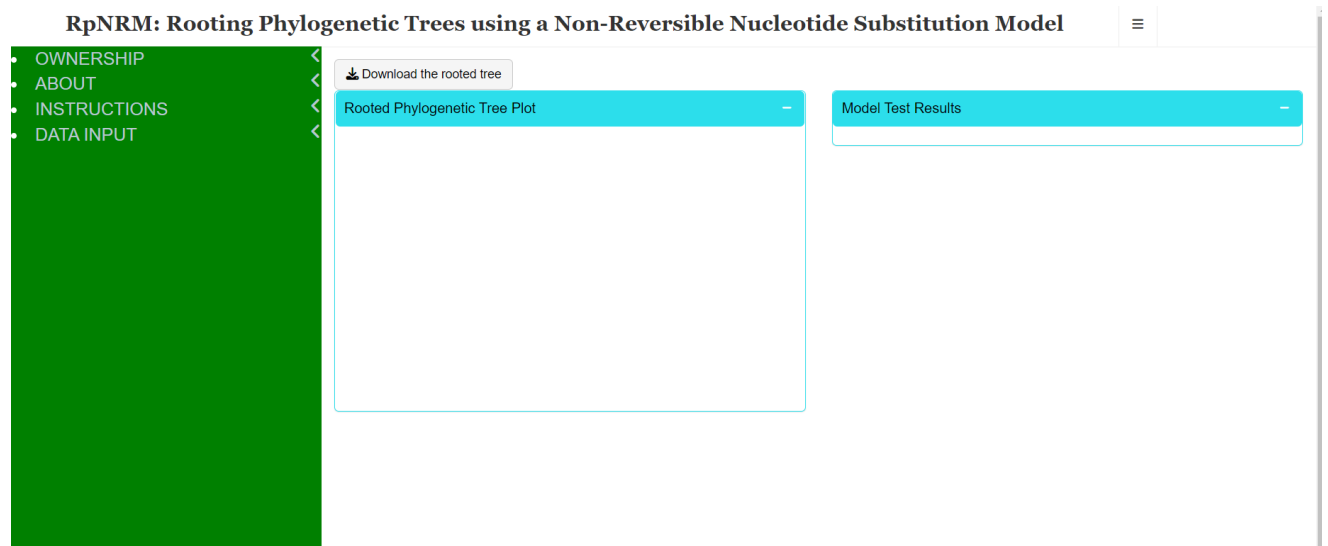 RpNRM: Rooting Phylogenetic Trees using a Non-Reversible Nucleotide Substitution Model
OWNERSHIP
ABOUT
INSTRUCTIONS
DATA INPUT
Download the rooted tree
Rooted Phylogenetic Tree Plot
Model Test Results